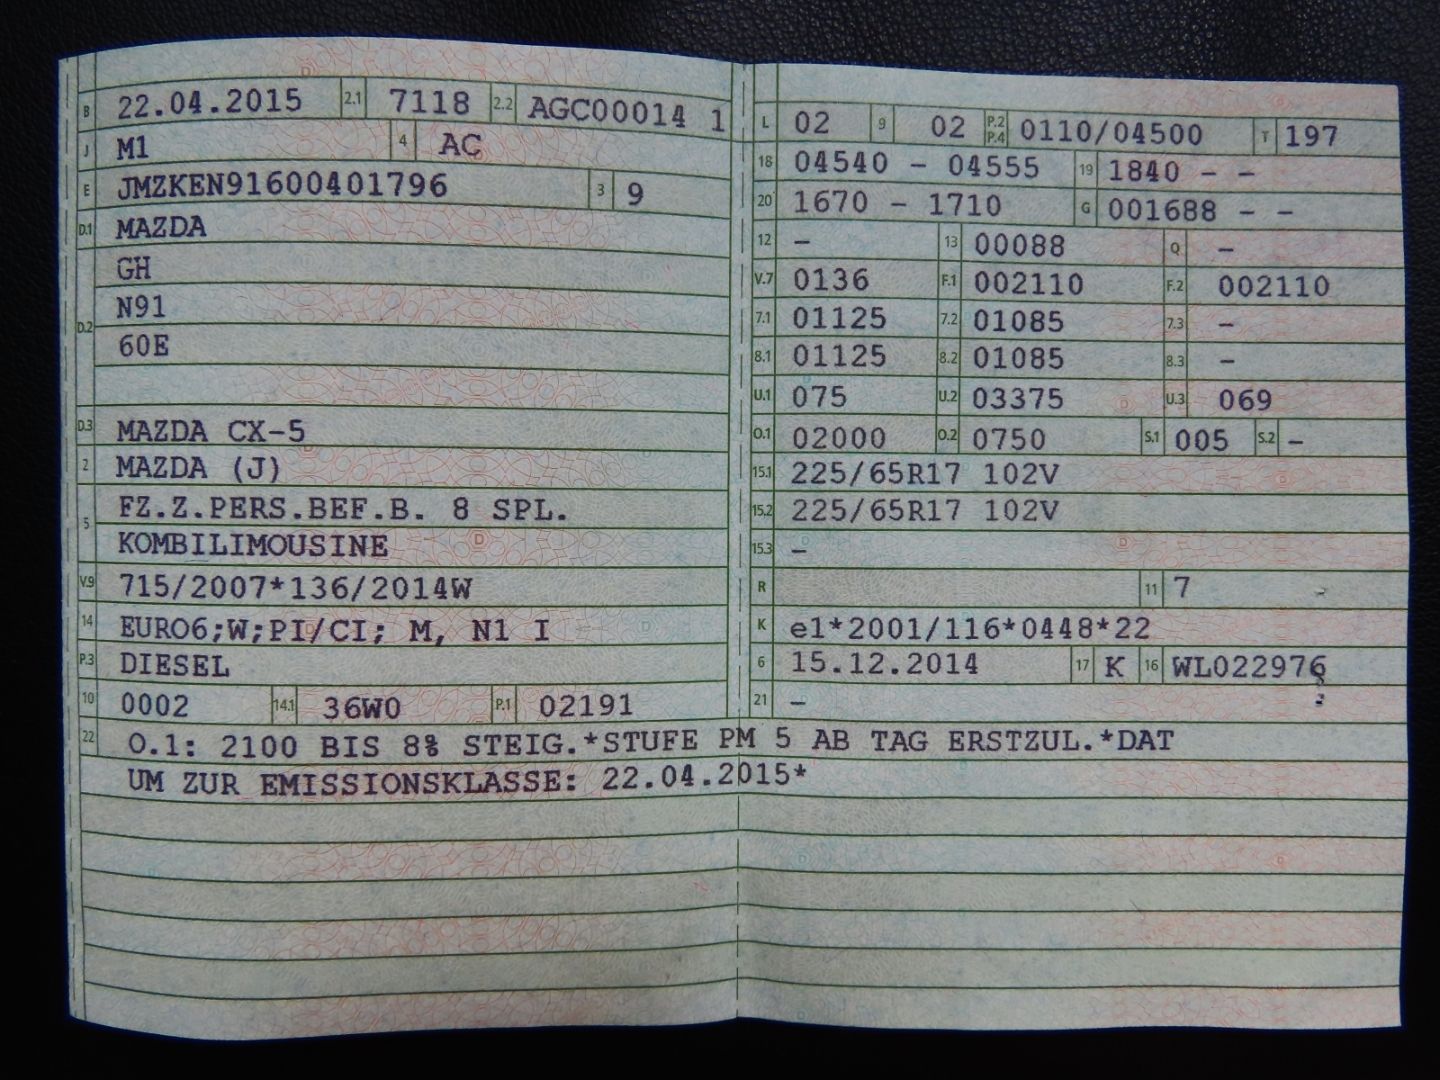 B 22.04.2015 2.1 7118 2.2 AGC00014 1
J M1 4 AC
E JMZKEN91600401796 3 9
D.1 MAZDA
GH
D.2 N91
60E
D.3 MAZDA CX-5
2 MAZDA (J)
5 FZ.Z.PERS.BEF.B. 8 SPL.
KOMBILIMOUSINE
V.9 715/2007*136/2014W
14 EURO6;W;PI/CI; M, N1 I
P.3 DIESEL
10 0002 14.1 36W0 P.1 02191
L 02 9 02 P.2 P.4 0110/04500 T 197
18 04540 - 04555 19 1840 - -
20 1670 - 1710 G 001688 - -
12 - 13 00088 Q -
V.7 0136 F.1 002110 F.2 002110
7.1 01125 7.2 01085 7.3 -
8.1 01125 8.2 01085 8.3 -
U.1 075 U.2 03375 U.3 069
O.1 02000 O.2 0750 S.1 005 S.2 -
15.1 225/65R17 102V
15.2 225/65R17 102V
15.3 -
R 11 7 -
K e1*2001/116*0448*22
6 15.12.2014 17 K 16 WL022976
21 -
22 O.1: 2100 BIS 8% STEIG.*STUFE PM 5 AB TAG ERSTZUL.*DAT
UM ZUR EMISSIONSKLASSE: 22.04.2015*